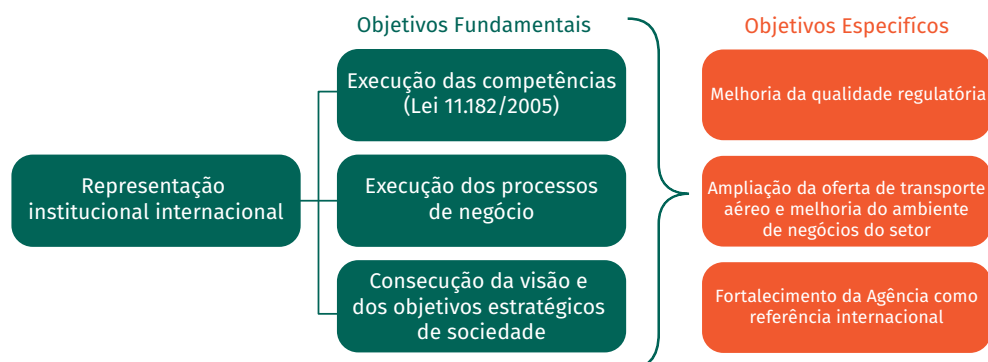 Objetivos Fundamentais
Objetivos Especifícos
Representação
institucional internacional
Execução das competências
(Lei 11.182/2005)
Execução dos processos
de negócio
Consecução da visão e
dos objetivos estratégicos
de sociedade
Melhoria da qualidade regulatória
Ampliação da oferta de transporte
aéreo e melhoria do ambiente
de negócios do setor
Fortalecimento da Agência como
referência internacional